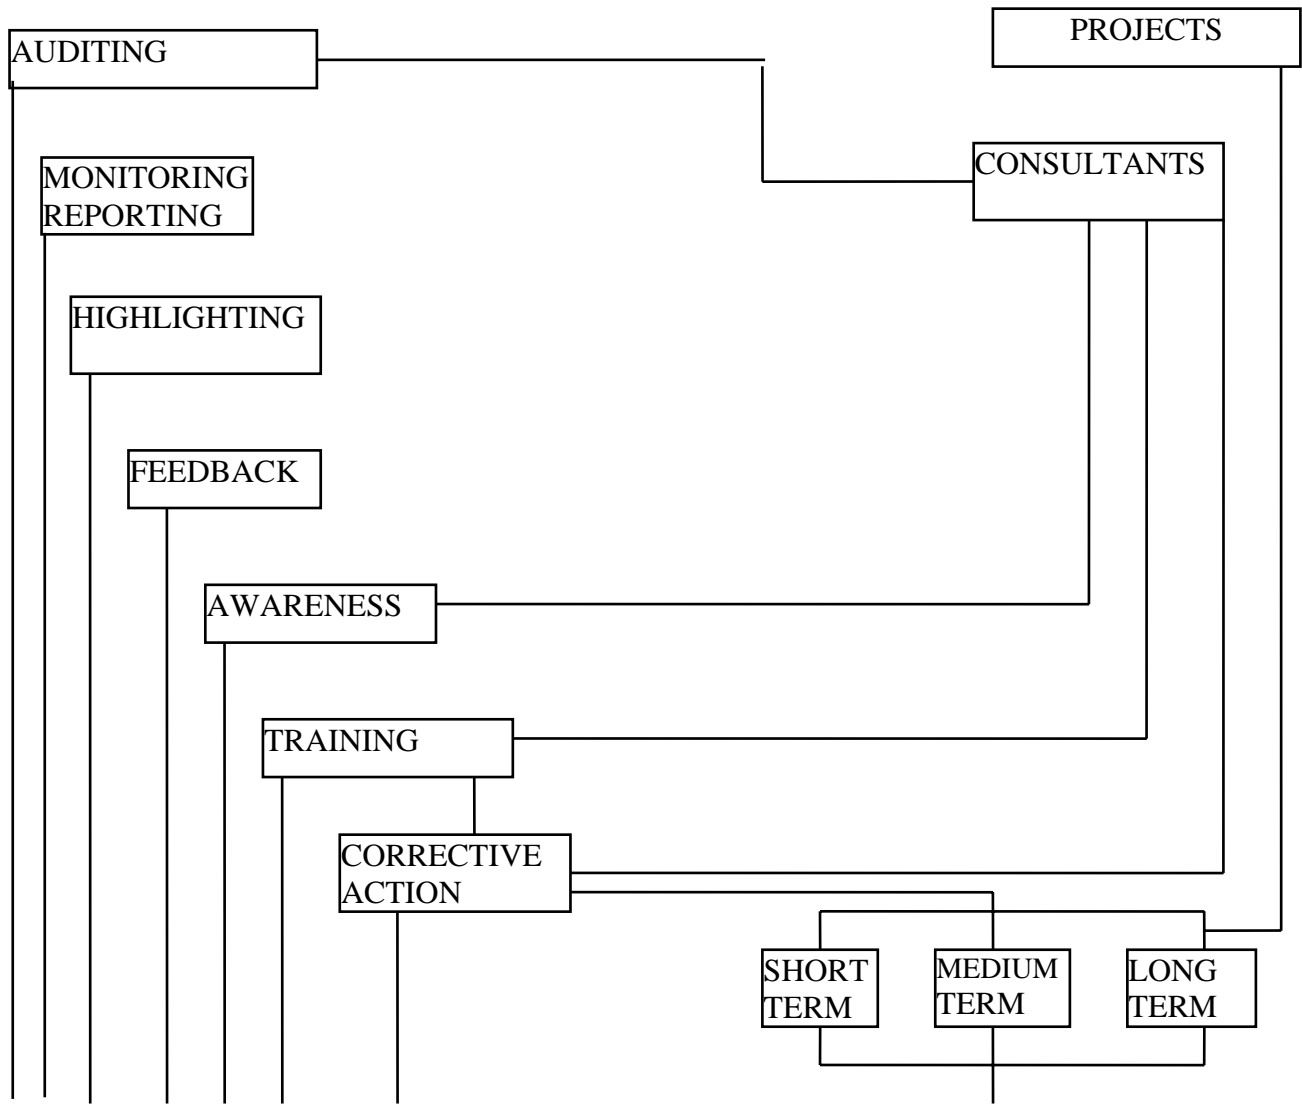 PROJECTS
AUDITING
CONSULTANTS
MONITORING
REPORTING
HIGHLIGHTING
FEEDBACK
AWARENESS
TRAINING
CORRECTIVE
ACTION
SHORT
TERM
MEDIUM
TERM
LONG
TERM